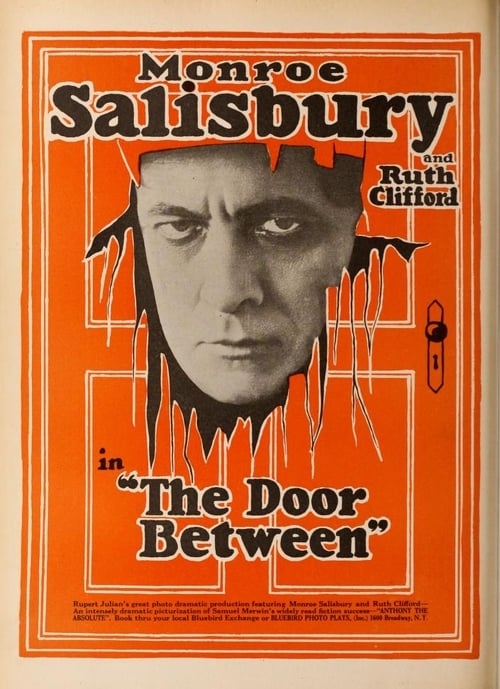 Monroe
Salisbury
and
Ruth
Clifford
in
"The Door
Between"
Rupert Julian's great photo dramatic production featuring Monroe Salisbury and Ruth Clifford—
An intensely dramatic picturization of Samuel Merwin's widely read fiction success—"ANTHONY THE
ABSOLUTE". Book thru your local Bluebird Exchange or BLUEBIRD PHOTO PLAYS, (Inc.) 1600 Broadway, N. Y.